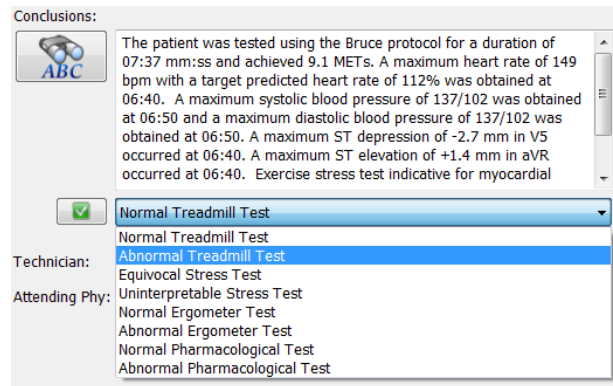 Conclusions:
ABC
The patient was tested using the Bruce protocol for a duration of
07:37 mm:ss and achieved 9.1 METs. A maximum heart rate of 149
bpm with a target predicted heart rate of 112% was obtained at
06:40.  A maximum systolic blood pressure of 137/102 was obtained
at 06:50 and a maximum diastolic blood pressure of 137/102 was
obtained at 06:50. A maximum ST depression of -2.7 mm in V5
occurred at 06:40. A maximum ST elevation of +1.4 mm in aVR
occurred at 06:40.  Exercise stress test indicative for myocardial
Normal Treadmill Test
Normal Treadmill Test
Abnormal Treadmill Test
Technician:
Equivocal Stress Test
Uninterpretable Stress Test
Attending Phy:
Normal Ergometer Test
Abnormal Ergometer Test
Normal Pharmacological Test
Abnormal Pharmacological Test